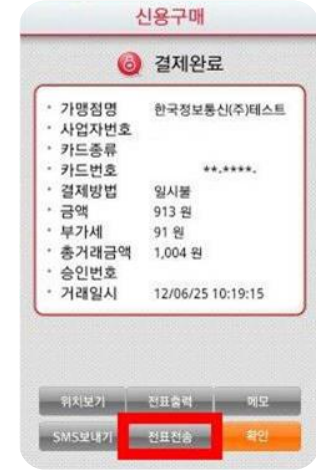 신용구매
결제완료
· 가맹점명 한국정보통신(주)테스트
· 사업자번호
· 카드종류
· 카드번호 **.****.
· 결제방법 일시불
· 금액 913 원
· 부가세 91 원
· 총거래금액 1,004 원
· 승인번호
· 거래일시 12/06/25 10:19:15
위치보기 전표출력 메모
SMS보내기 전표전송 확인